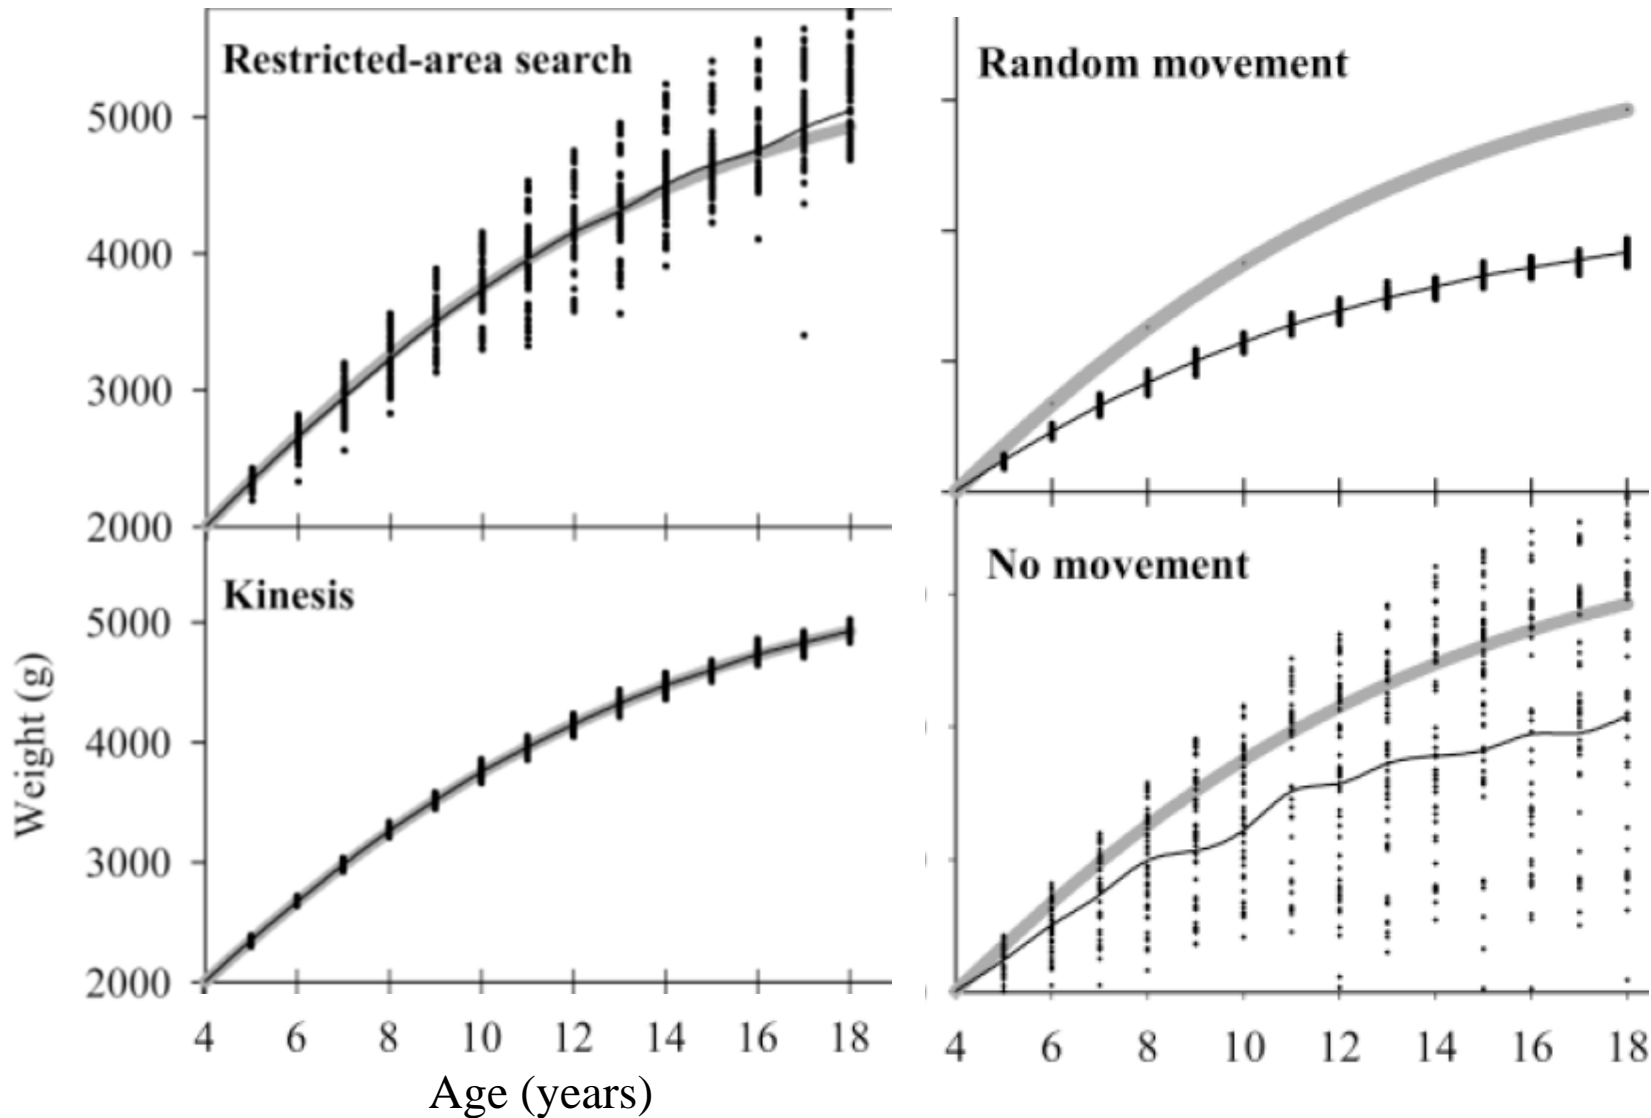 Restricted-area search
5000
4000
3000
2000
Random movement
Kinesis
5000
4000
3000
2000
4 6 8 10 12 14 16 18
No movement
4 6 8 10 12 14 16 18
Weight (g)
Age (years)